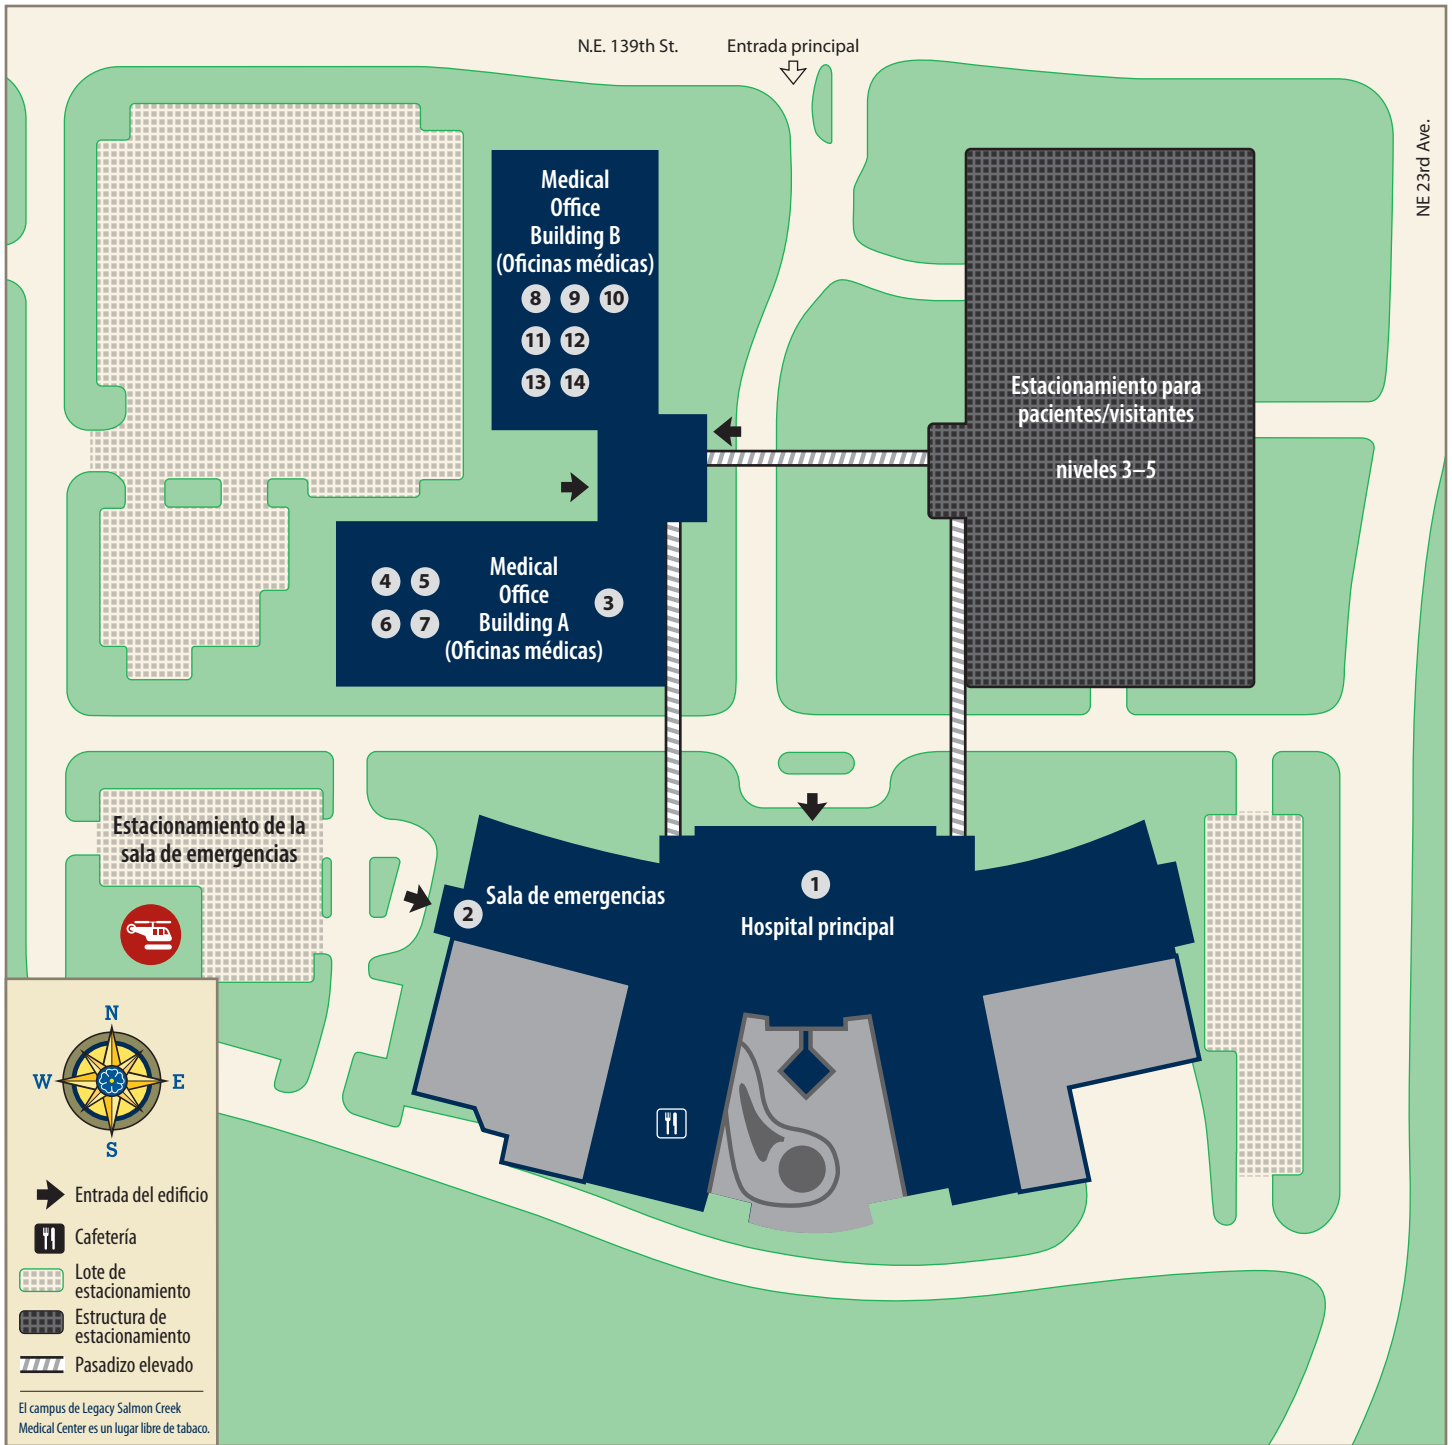 N.E. 139th St.
Entrada principal
NE 23rd Ave.
Medical
Office
Building B
(Oficinas médicas)
8 9 10
11 12
13 14
Estacionamiento para
pacientes/visitantes
niveles 3–5
Medical
Office
Building A
(Oficinas médicas)
4 5
6 7
3
Estacionamiento de la
sala de emergencias
Sala de emergencias
2
1
Hospital principal
N
W
E
S
Entrada del edificio
Cafetería
Lote de
estacionamiento
Estructura de
estacionamiento
Pasadizo elevado
El campus de Legacy Salmon Creek
Medical Center es un lugar libre de tabaco.